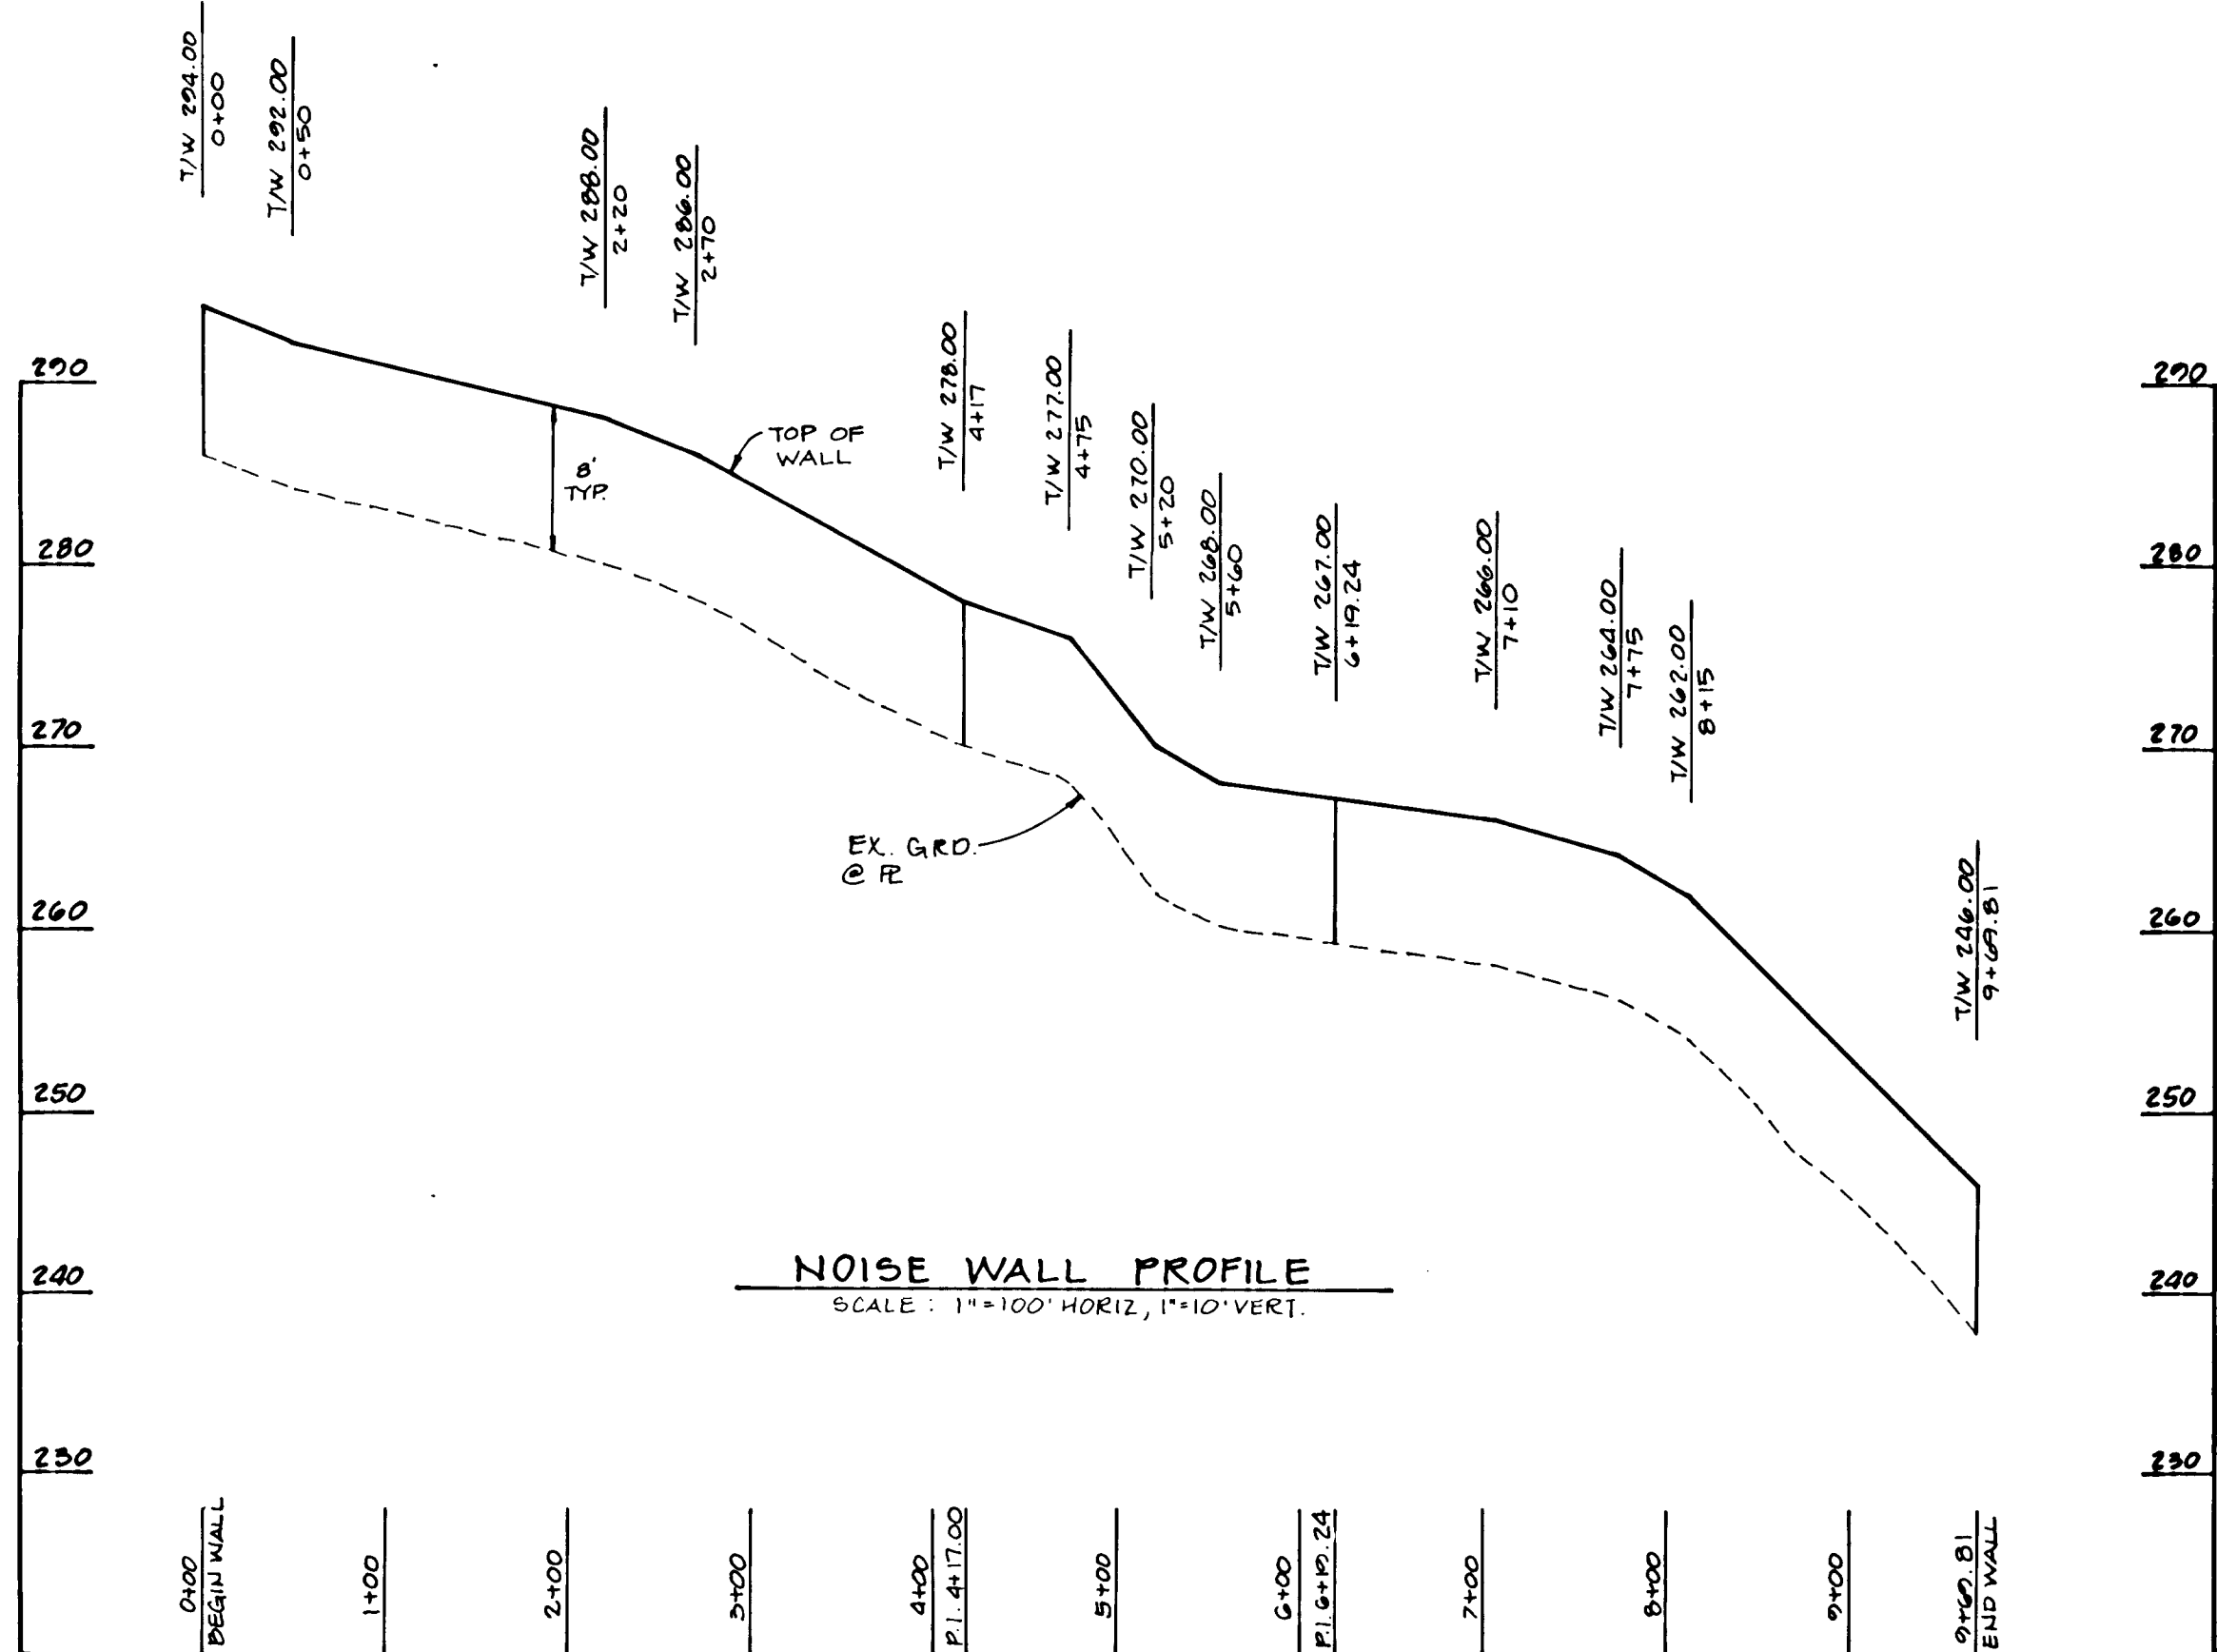 T/W 294.00
0+00
T/W 292.00
0+50
T/W 288.00
2+20
T/W 286.00
2+70
T/W 278.00
4+17
T/W 277.00
4+75
T/W 270.00
5+20
T/W 268.00
5+60
T/W 267.00
6+19.24
T/W 266.00
7+10
T/W 264.00
7+75
T/W 262.00
8+15
T/W 246.00
9+69.81
TOP OF
WALL
8'
TYP.
EX. GRD.
@ PL
290
280
270
260
250
240
230
290
280
270
260
250
240
230
NOISE WALL PROFILE
SCALE : 1"=100' HORIZ, 1"=10' VERT.
0+00
BEGIN WALL
1+00
2+00
3+00
4+00
P.I. 4+17.00
5+00
6+00
P.I. 6+19.24
7+00
8+00
9+00
9+69.81
END WALL